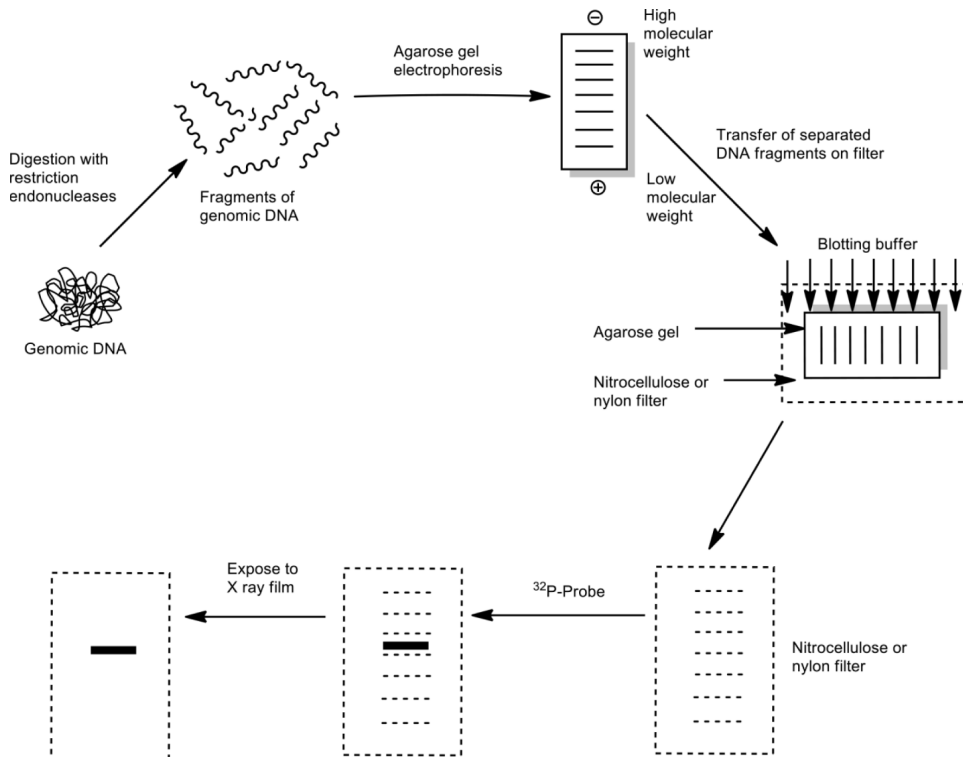 Genomic DNA
Digestion with
restriction
endonucleases
Fragments of
genomic DNA
Agarose gel
electrophoresis
⊖
High
molecular
weight
⊕
Low
molecular
weight
Transfer of separated
DNA fragments on filter
Blotting buffer
Agarose gel
Nitrocellulose or
nylon filter
Nitrocellulose or
nylon filter
³²P-Probe
Expose to
X ray film